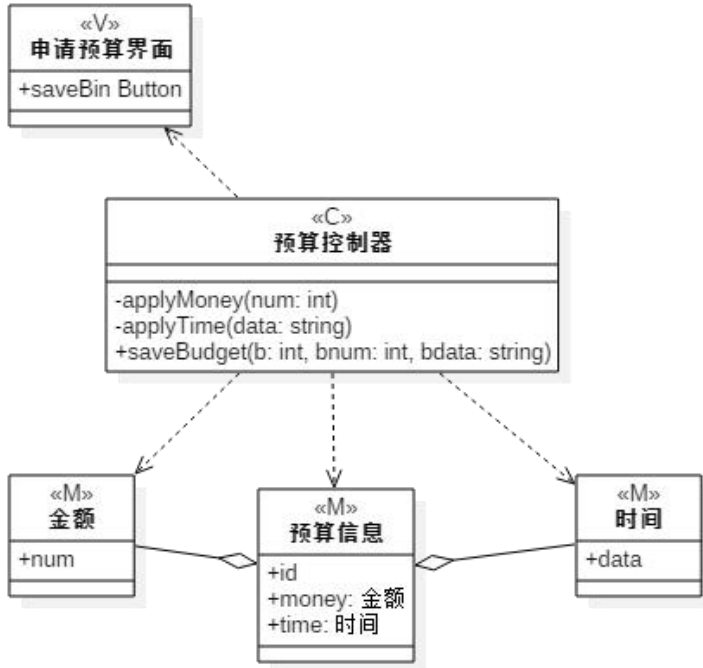 «V»
申请预算界面
+saveBin Button
«C»
预算控制器
-applyMoney(num: int)
-applyTime(data: string)
+saveBudget(b: int, bnum: int, bdata: string)
«M»
金额
+num
«M»
预算信息
+id
+money: 金额
+time: 时间
«M»
时间
+data